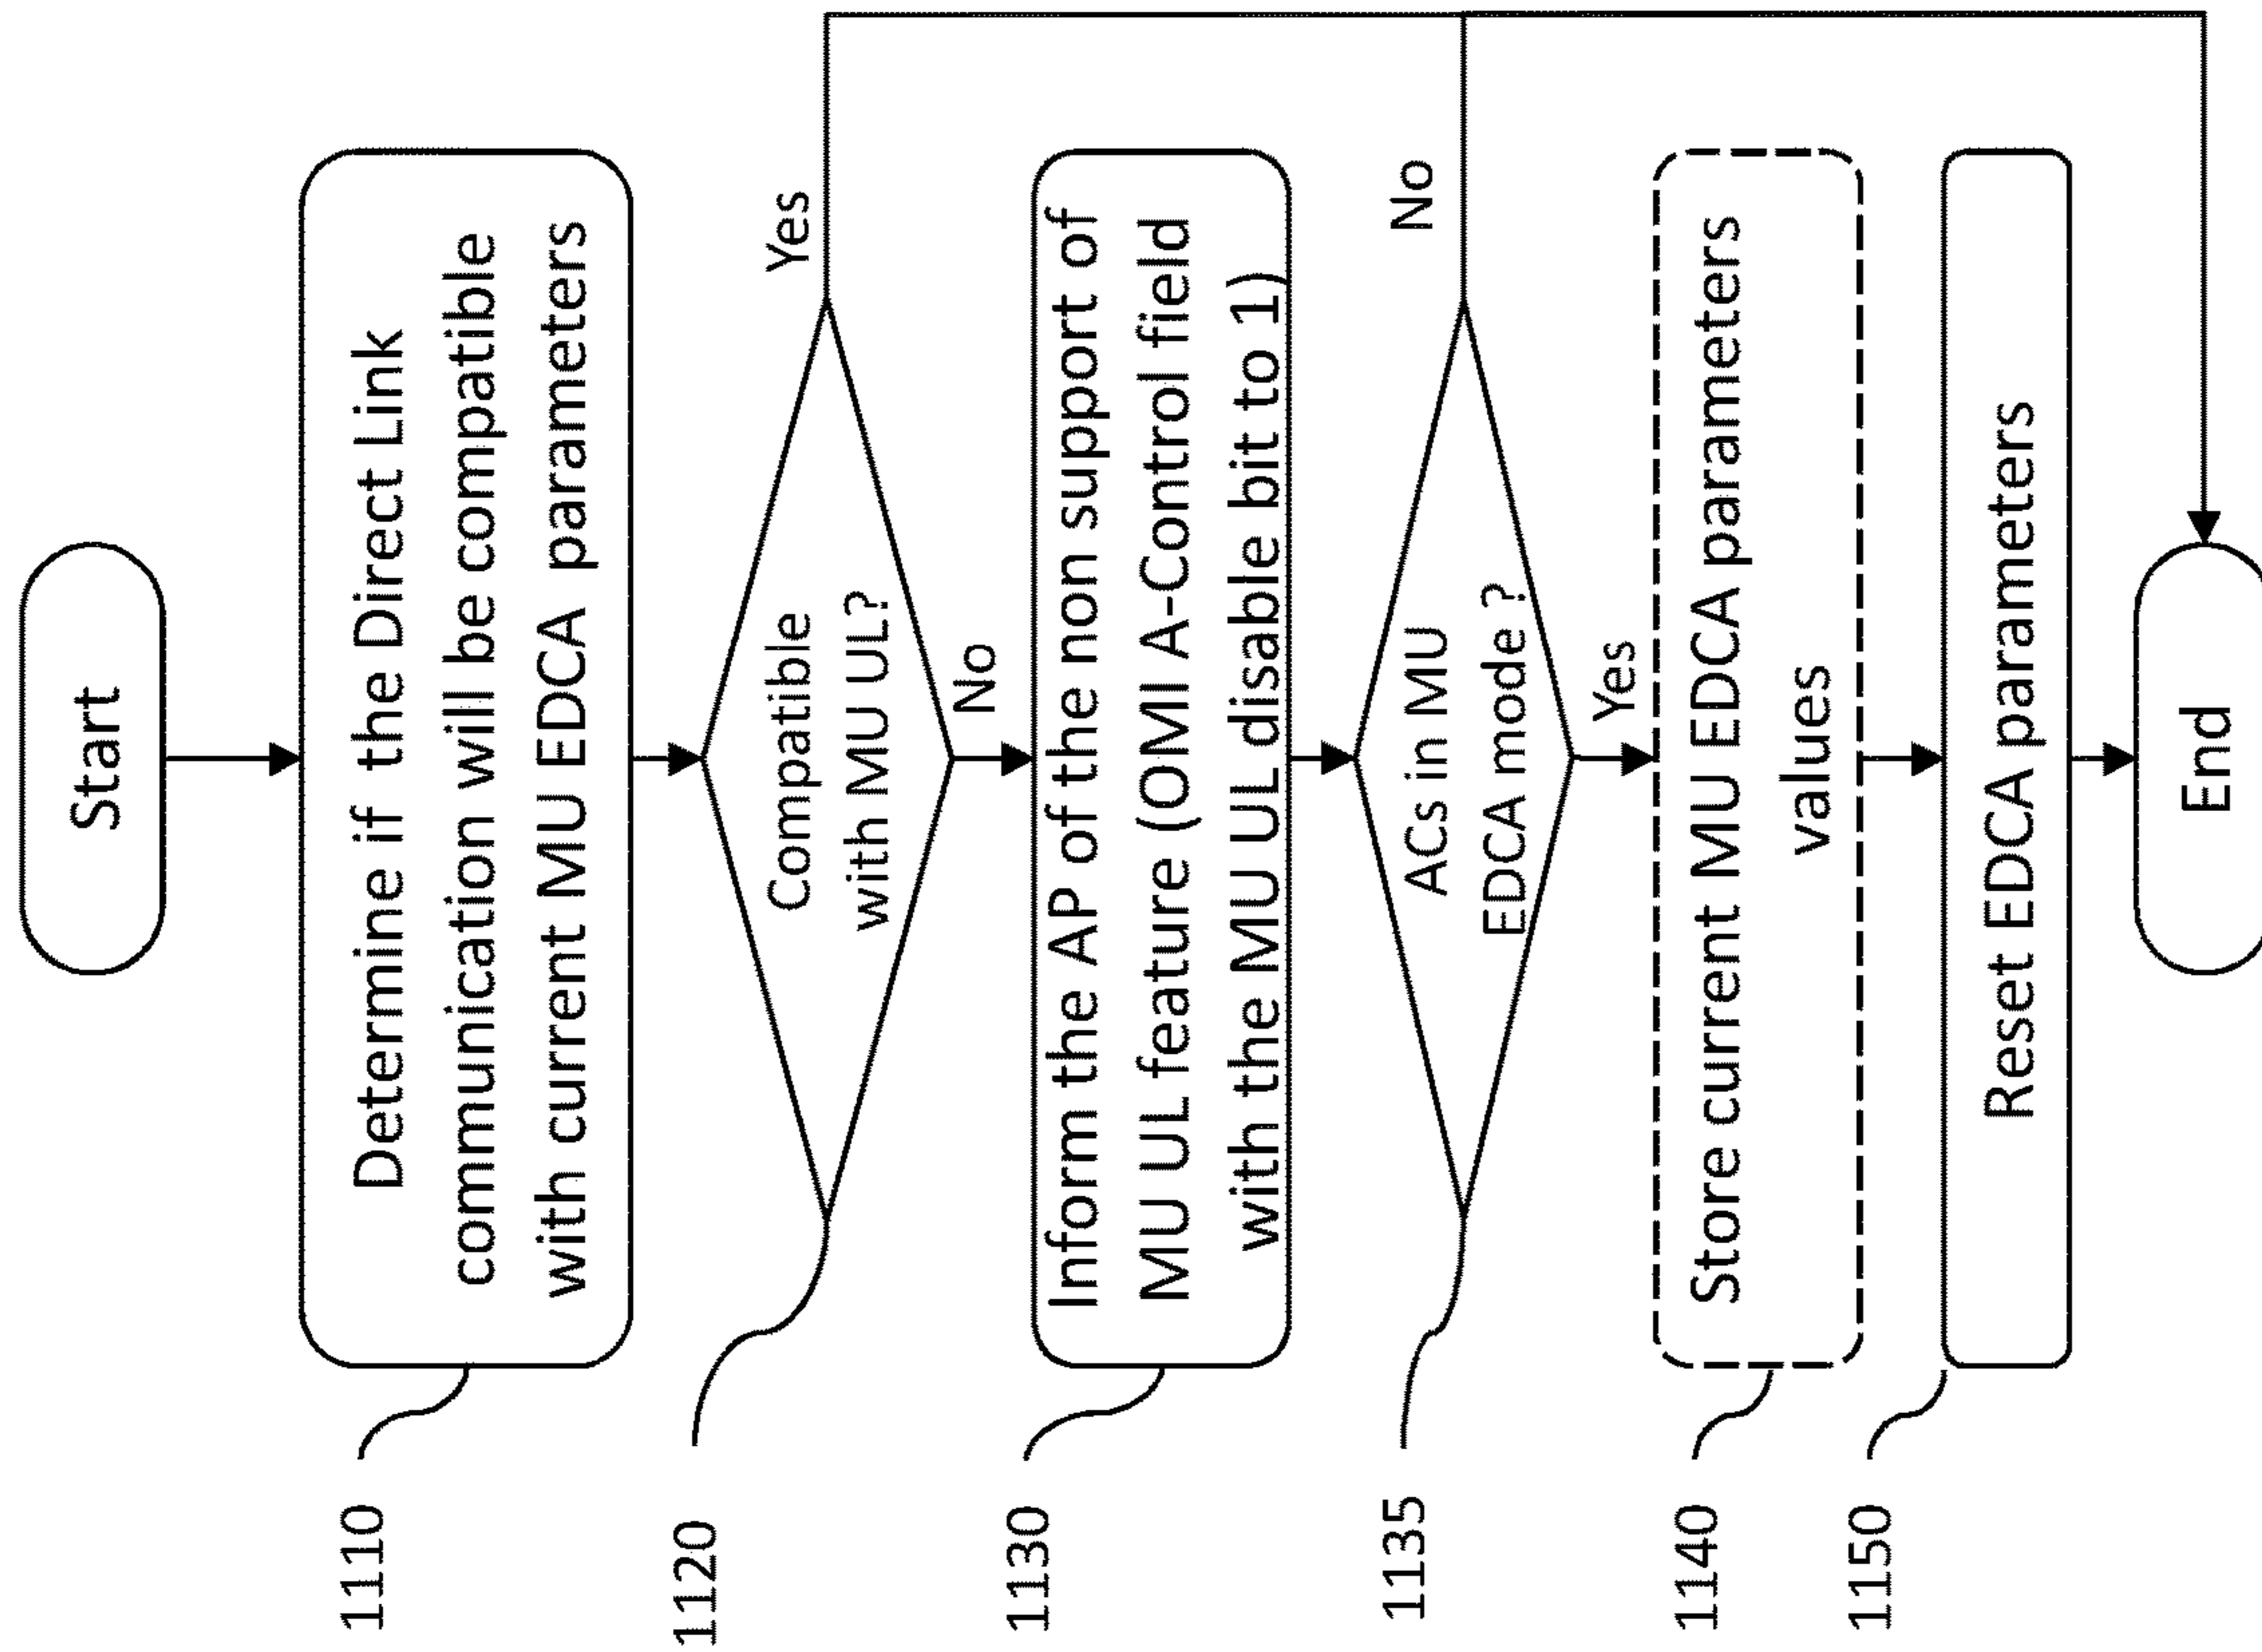 Start
1110
Determine if the Direct Link
communication will be compatible
with current MU EDCA parameters
1120
Compatible
with MU UL?
Yes
No
1130
Inform the AP of the non support of
MU UL feature (OMI A-Control field
with the MU UL disable bit to 1)
1135
ACs in MU
EDCA mode ?
No
Yes
1140
Store current MU EDCA parameters
values
1150
Reset EDCA parameters
End